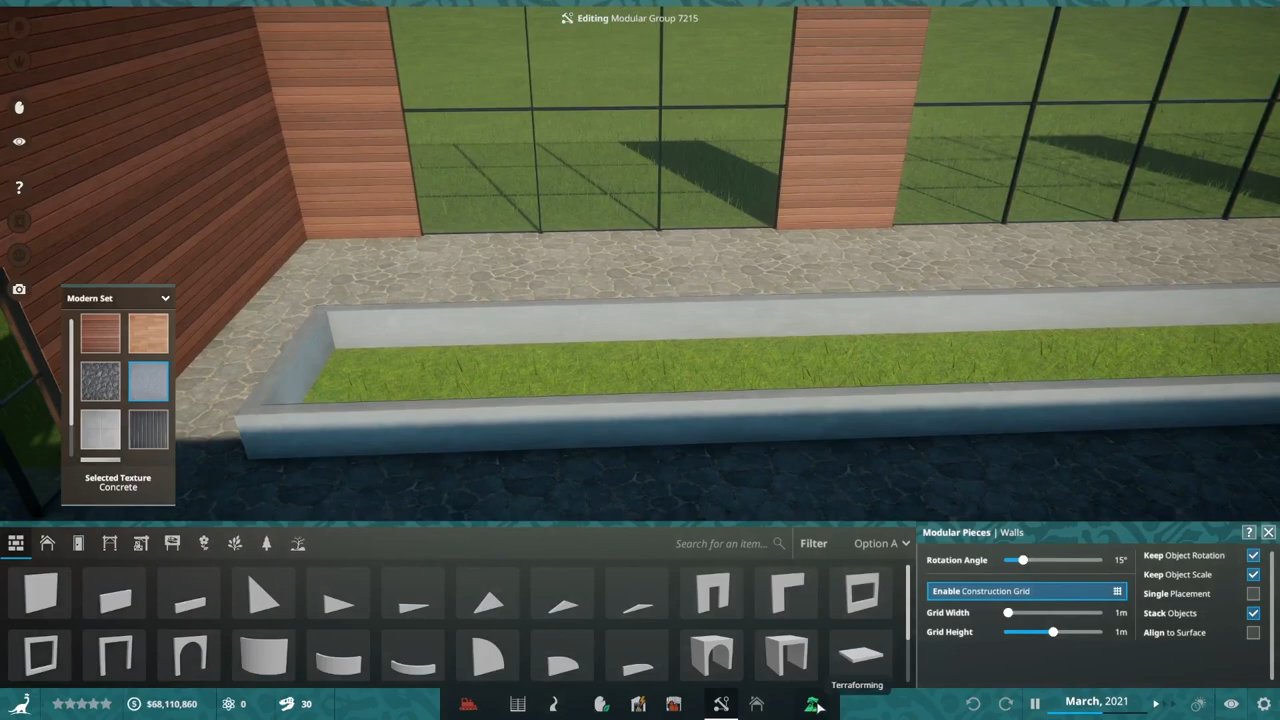 Editing Modular Group 7215
?
Modern Set
Selected Texture
Concrete
Search for an item...
Filter
Option A
Modular Pieces | Walls
?
Rotation Angle
15°
Enable Construction Grid
Grid Width
1m
Grid Height
1m
Keep Object Rotation
Keep Object Scale
Single Placement
Stack Objects
Align to Surface
Terraforming
$68,110,860
0
30
March, 2021